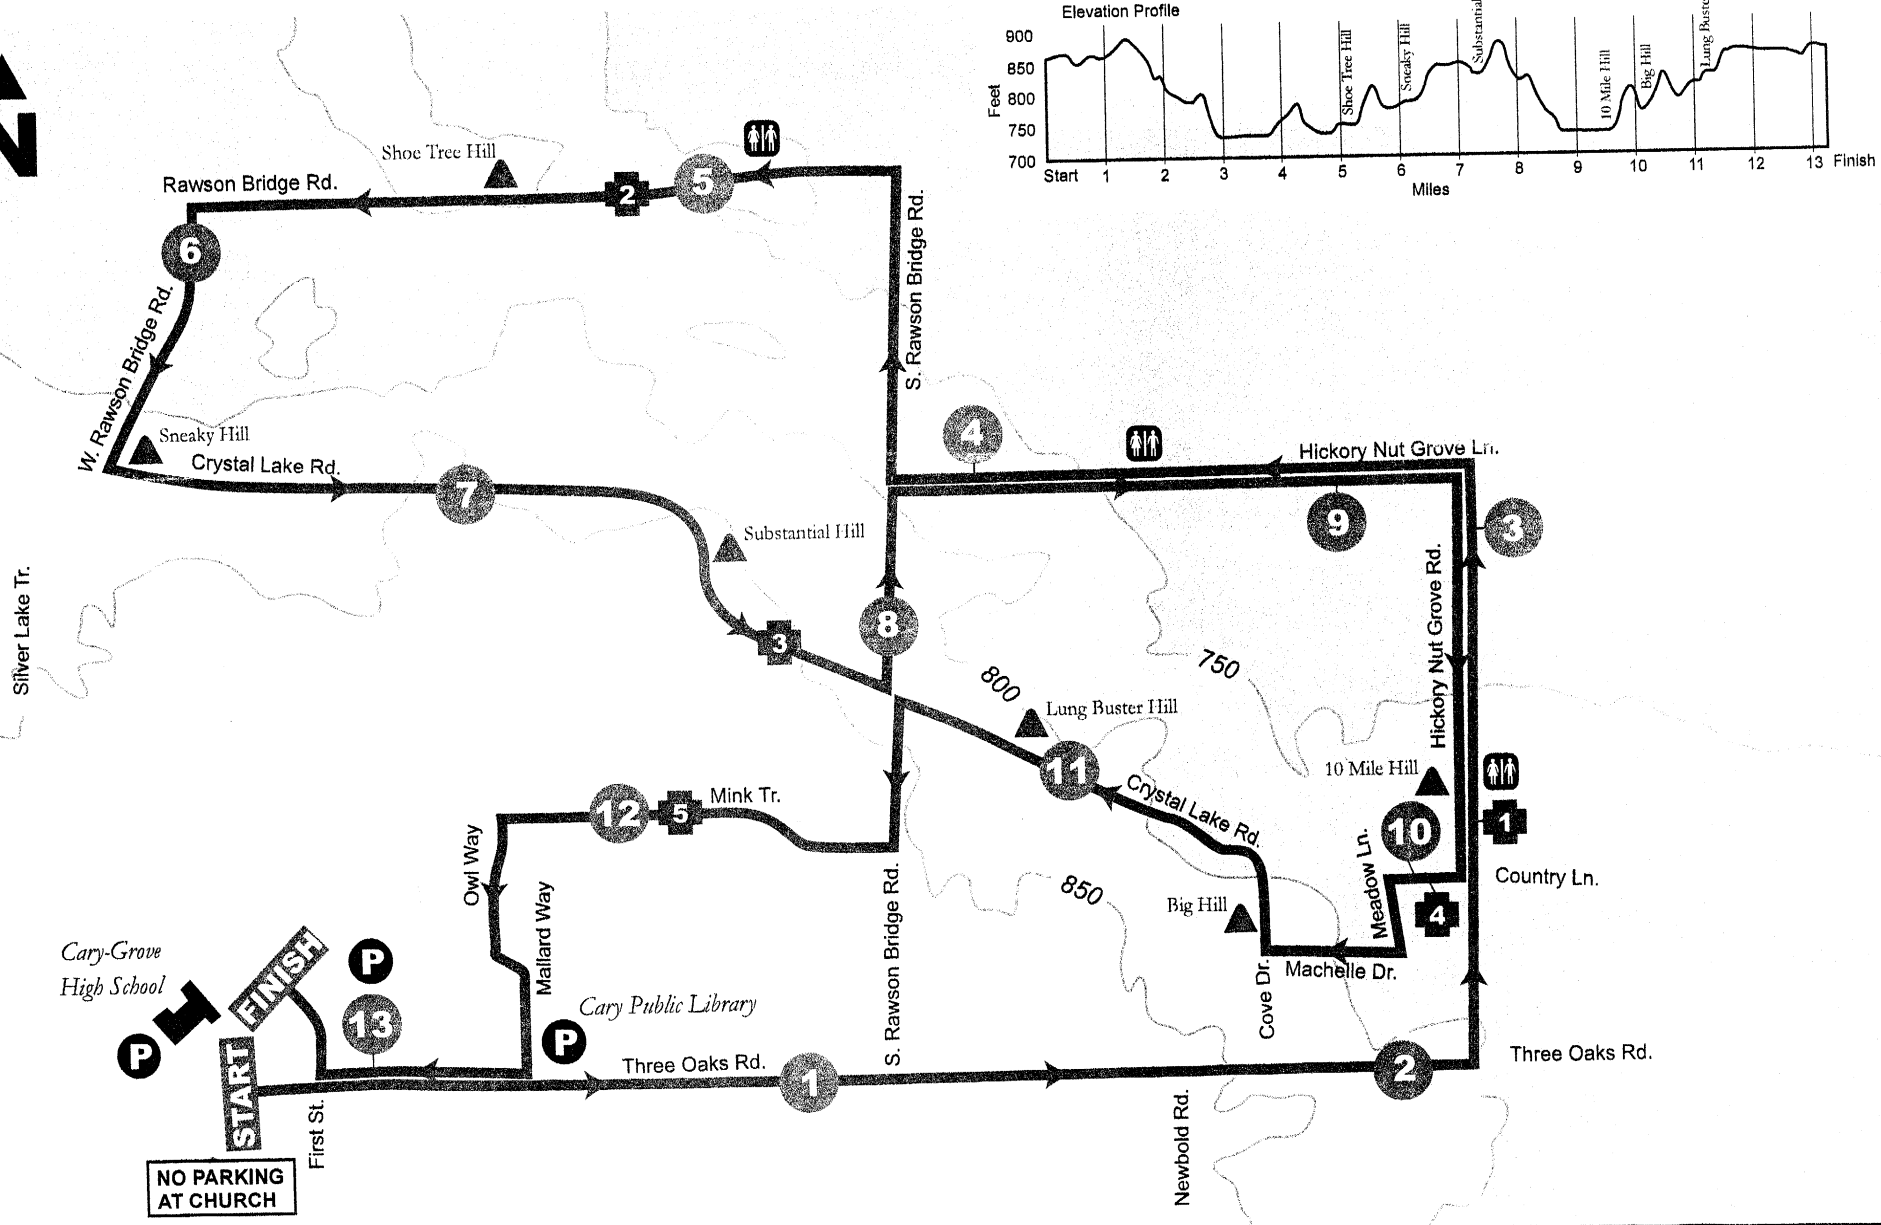 Elevation Profile
Feet
900
850
800
750
700
Shoe Tree Hill
Sneaky Hill
Substantial
10 Mile Hill
Big Hill
Start
1
2
3
4
5
6
7
8
9
10
11
12
13
Finish
Miles
N
Shoe Tree Hill
Rawson Bridge Rd.
2
5
6
S. Rawson Bridge Rd.
W. Rawson Bridge Rd.
Sneaky Hill
Crystal Lake Rd.
7
4
Hickory Nut Grove Ln.
9
3
Substantial Hill
3
8
Silver Lake Tr.
Hickory Nut Grove Rd.
750
800
Lung Buster Hill
11
Crystal Lake Rd.
10 Mile Hill
10
1
Country Ln.
Meadow Ln.
4
Mink Tr.
12
5
Owl Way
Mallard Way
S. Rawson Bridge Rd.
850
Big Hill
Machelle Dr.
Cove Dr.
Cary-Grove
High School
P
FINISH
P
13
START
Cary Public Library
P
Three Oaks Rd.
1
2
Three Oaks Rd.
First St.
Newbold Rd.
NO PARKING
AT CHURCH